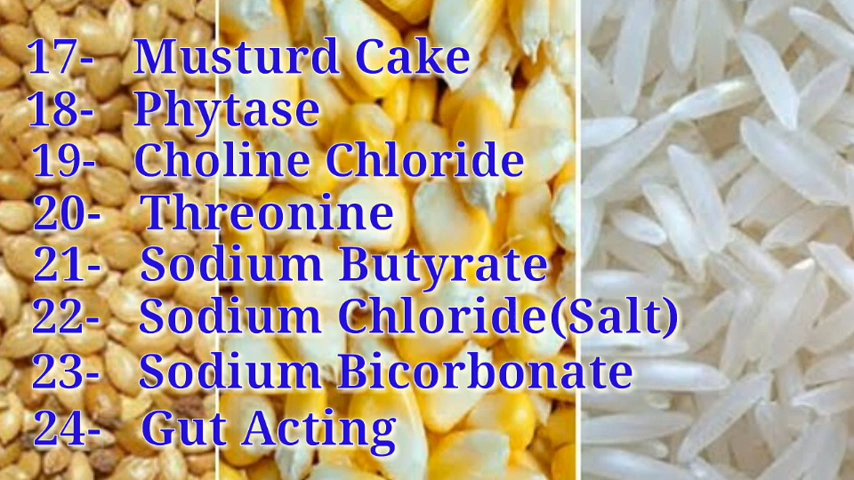 17- Musturd Cake
18- Phytase
19- Choline Chloride
20- Threonine
21- Sodium Butyrate
22- Sodium Chloride(Salt)
23- Sodium Bicorbonate
24- Gut Acting